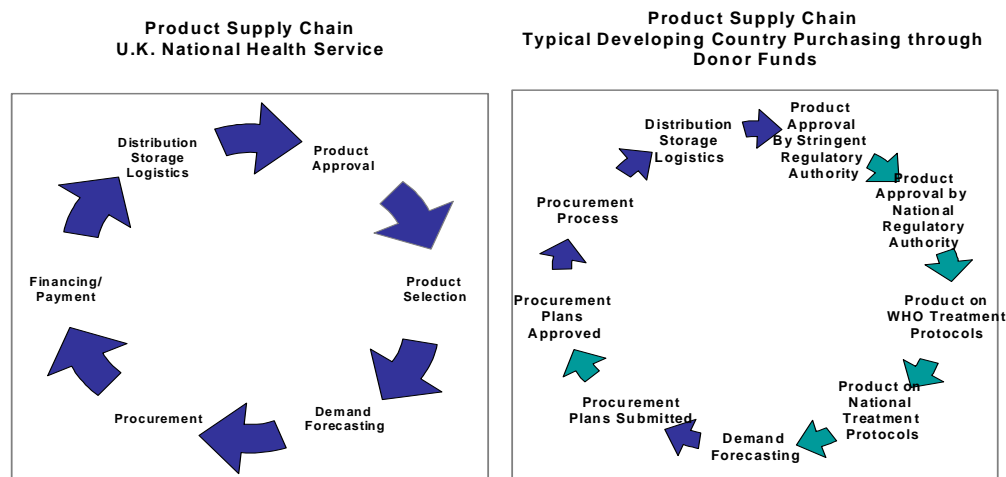 Product Supply Chain
U.K. National Health Service
Product Supply Chain
Typical Developing Country Purchasing through
Donor Funds
Distribution
Storage
Logistics
Product
Approval
Product
Selection
Demand
Forecasting
Procurement
Financing/
Payment
Distribution
Storage
Logistics
Product
Approval
By Stringent
Regulatory
Authority
Product
Approval by
National
Regulatory
Authority
Product on
WHO Treatment
Protocols
Product on
National
Treatment
Protocols
Demand
Forecasting
Procurement
Plans Submitted
Procurement
Plans
Approved
Procurement
Process